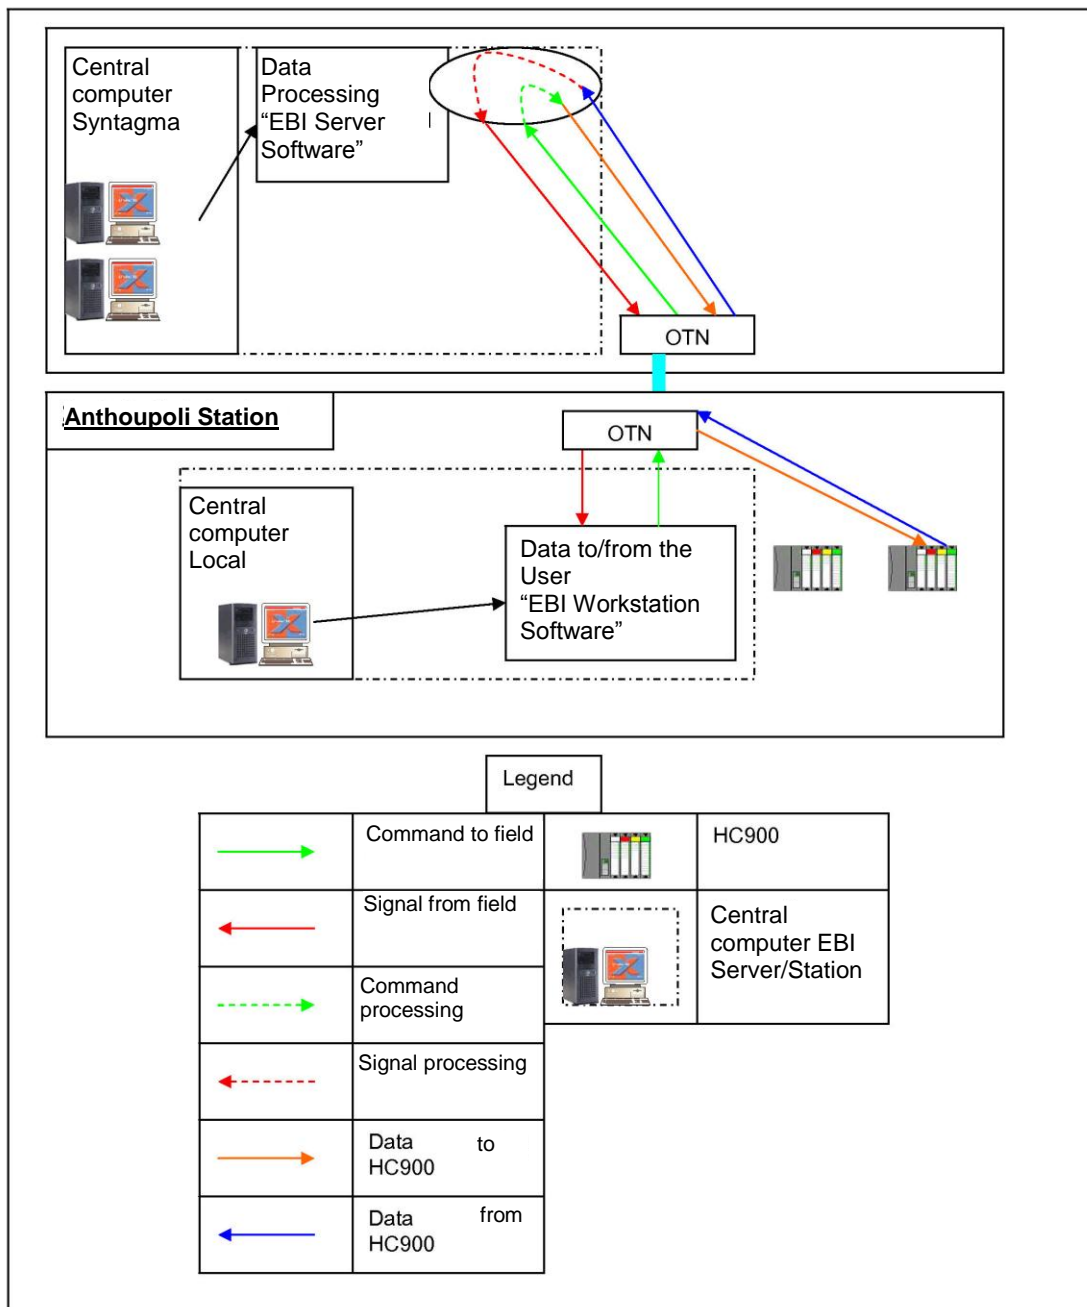 Central
computer
Syntagma
Data
Processing
“EBI Server
Software”
OTN
Anthoupoli Station
OTN
Central
computer
Local
Data to/from the
User
“EBI Workstation
Software”
Legend
Command to field
HC900
Signal from field
Central
computer EBI
Server/Station
Command
processing
Signal processing
Data to
HC900
Data from
HC900